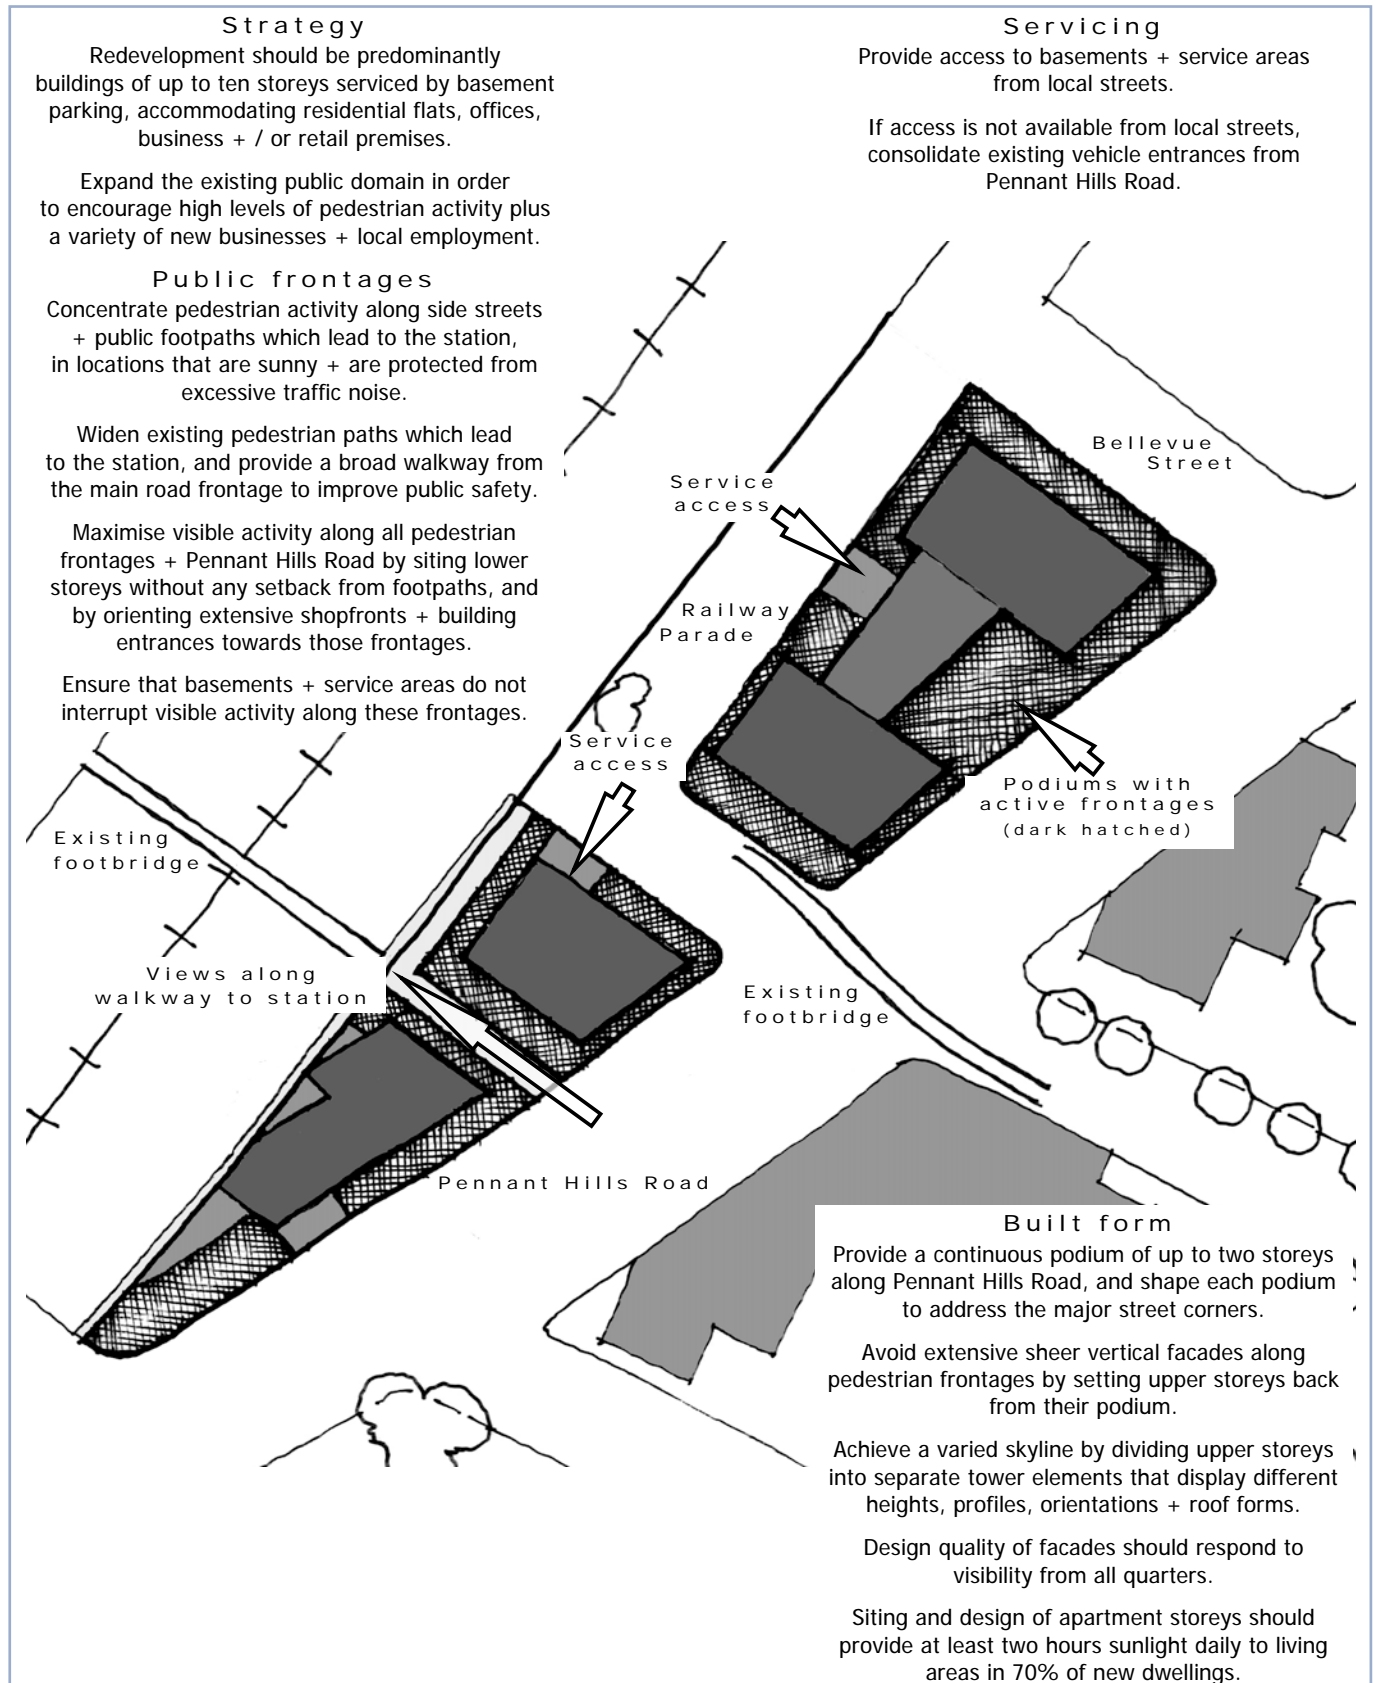 Strategy
Redevelopment should be predominantly
buildings of up to ten storeys serviced by basement
parking, accommodating residential flats, offices,
business + / or retail premises.
Expand the existing public domain in order
to encourage high levels of pedestrian activity plus
a variety of new businesses + local employment.
Public frontages
Concentrate pedestrian activity along side streets
+ public footpaths which lead to the station,
in locations that are sunny + are protected from
excessive traffic noise.
Widen existing pedestrian paths which lead
to the station, and provide a broad walkway from
the main road frontage to improve public safety.
Maximise visible activity along all pedestrian
frontages + Pennant Hills Road by siting lower
storeys without any setback from footpaths, and
by orienting extensive shopfronts + building
entrances towards those frontages.
Ensure that basements + service areas do not
interrupt visible activity along these frontages.
Servicing
Provide access to basements + service areas
from local streets.
If access is not available from local streets,
consolidate existing vehicle entrances from
Pennant Hills Road.
Bellevue
Street
Service
access
Railway
Parade
Service
access
Podiums with
active frontages
(dark hatched)
Existing
footbridge
Views along
walkway to station
Existing
footbridge
Pennant Hills Road
Built form
Provide a continuous podium of up to two storeys
along Pennant Hills Road, and shape each podium
to address the major street corners.
Avoid extensive sheer vertical facades along
pedestrian frontages by setting upper storeys back
from their podium.
Achieve a varied skyline by dividing upper storeys
into separate tower elements that display different
heights, profiles, orientations + roof forms.
Design quality of facades should respond to
visibility from all quarters.
Siting and design of apartment storeys should
provide at least two hours sunlight daily to living
areas in 70% of new dwellings.